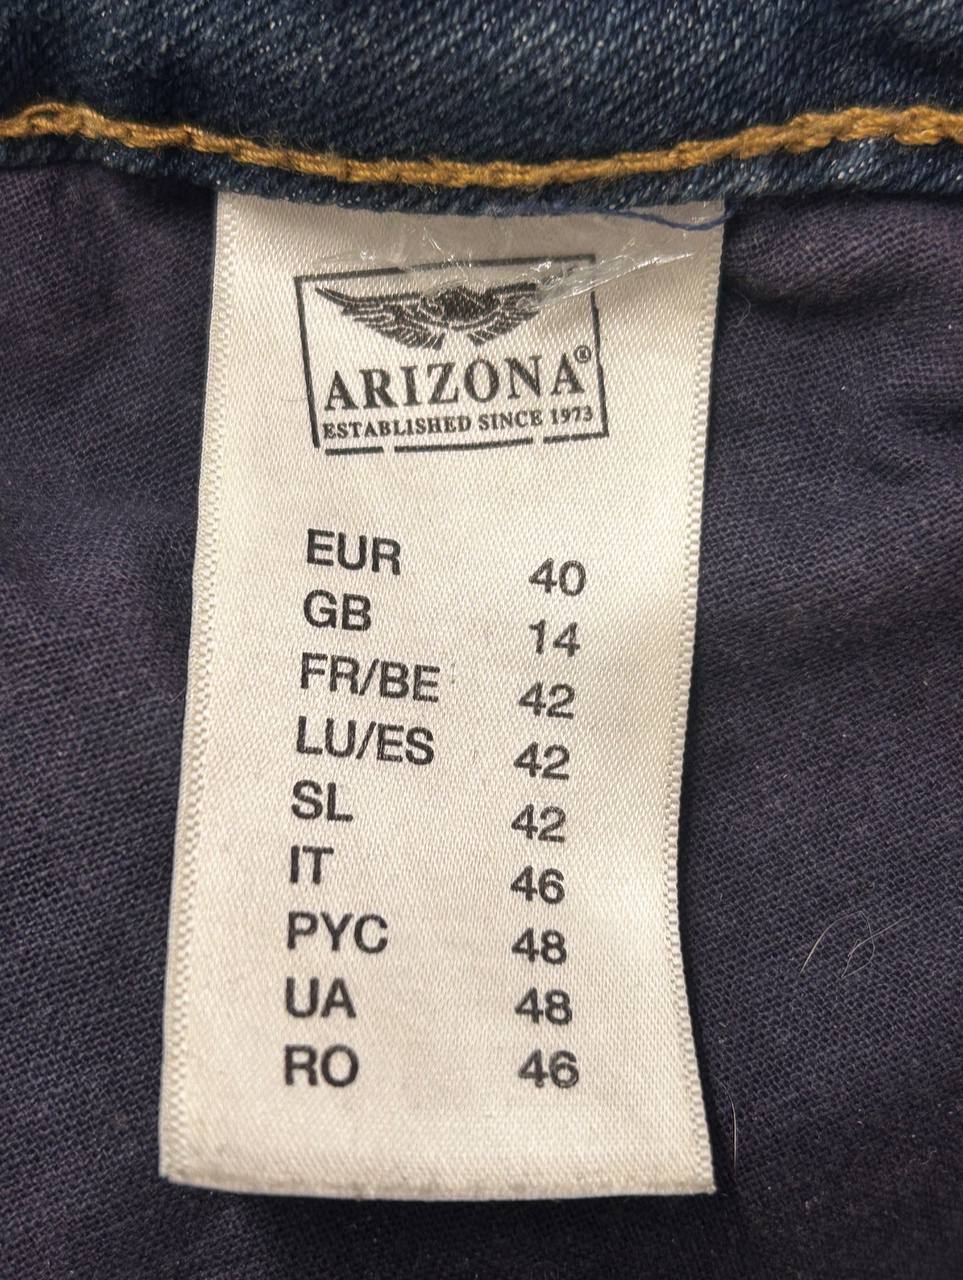 ARIZONA®
ESTABLISHED SINCE 1973
EUR 40
GB 14
FR/BE 42
LU/ES 42
SL 42
IT 46
РУС 48
UA 48
RO 46